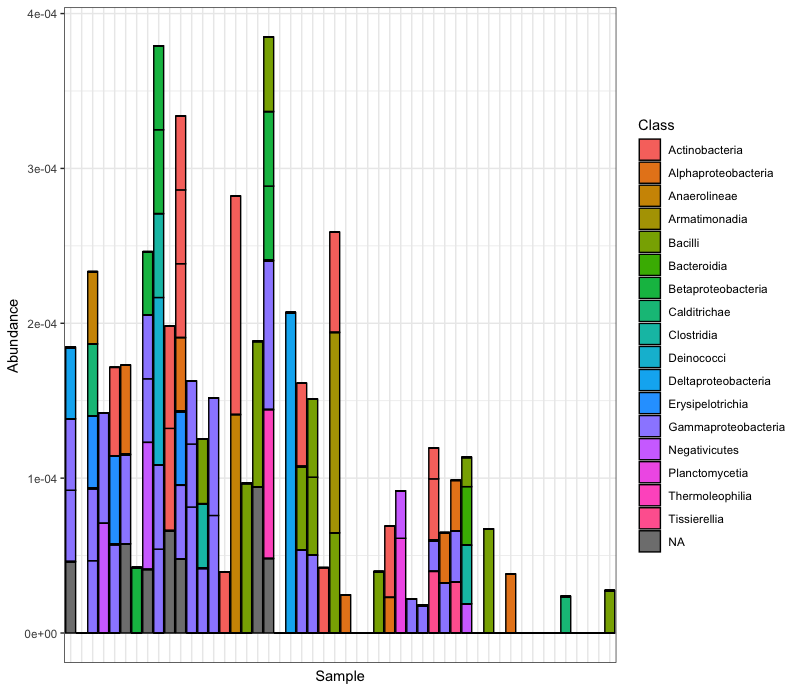 4e-04
3e-04
2e-04
1e-04
0e+00
Abundance
Sample
Class
Actinobacteria
Alphaproteobacteria
Anaerolineae
Armatimonadia
Bacilli
Bacteroidia
Betaproteobacteria
Calditrichae
Clostridia
Deinococci
Deltaproteobacteria
Erysipelotrichia
Gammaproteobacteria
Negativicutes
Planctomycetia
Thermoleophilia
Tissierellia
NA